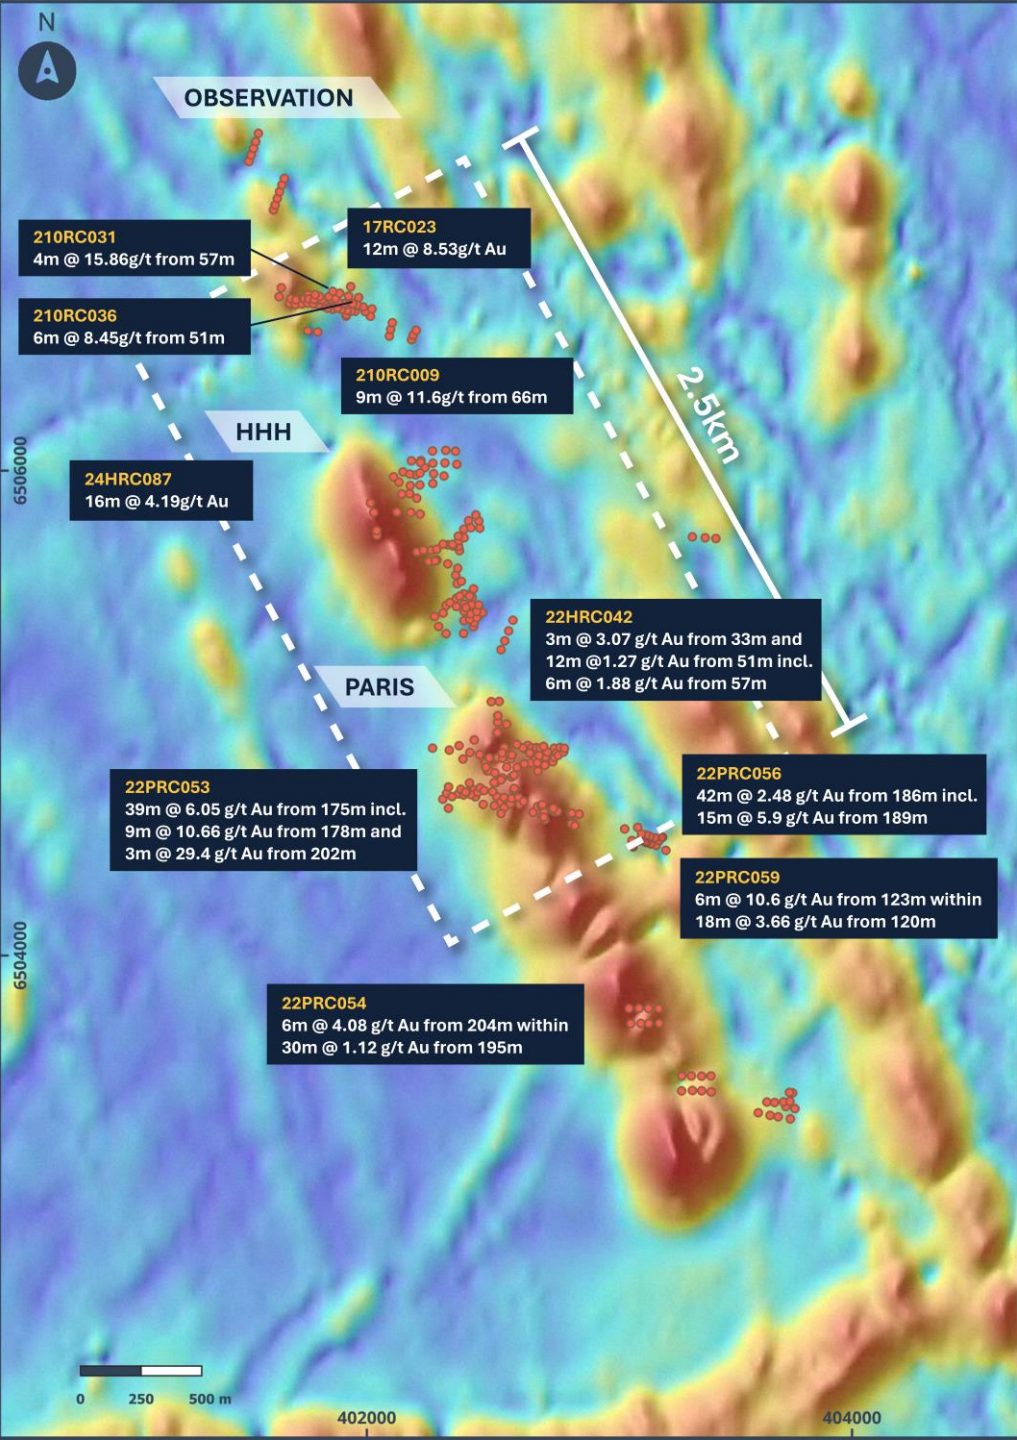 N
OBSERVATION
210RC031
4m @ 15.86g/t from 57m
17RC023
12m @ 8.53g/t Au
210RC036
6m @ 8.45g/t from 51m
210RC009
9m @ 11.6g/t from 66m
2.5km
HHH
6506000
24HRC087
16m @ 4.19g/t Au
22HRC042
3m @ 3.07 g/t Au from 33m and
12m @1.27 g/t Au from 51m incl.
6m @ 1.88 g/t Au from 57m
PARIS
22PRC053
39m @ 6.05 g/t Au from 175m incl.
9m @ 10.66 g/t Au from 178m and
3m @ 29.4 g/t Au from 202m
22PRC056
42m @ 2.48 g/t Au from 186m incl.
15m @ 5.9 g/t Au from 189m
22PRC059
6m @ 10.6 g/t Au from 123m within
18m @ 3.66 g/t Au from 120m
6504000
22PRC054
6m @ 4.08 g/t Au from 204m within
30m @ 1.12 g/t Au from 195m
0 250 500 m
402000
404000